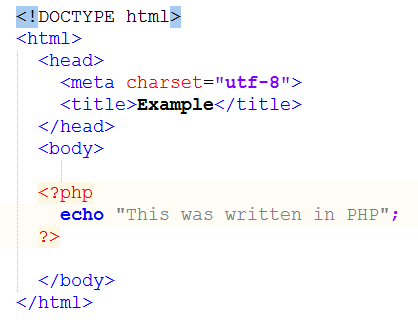 <!DOCTYPE html>
<html>
<head>
<meta charset="utf-8">
<title>Example</title>
</head>
<body>
<?php
echo "This was written in PHP";
?>
</body>
</html>